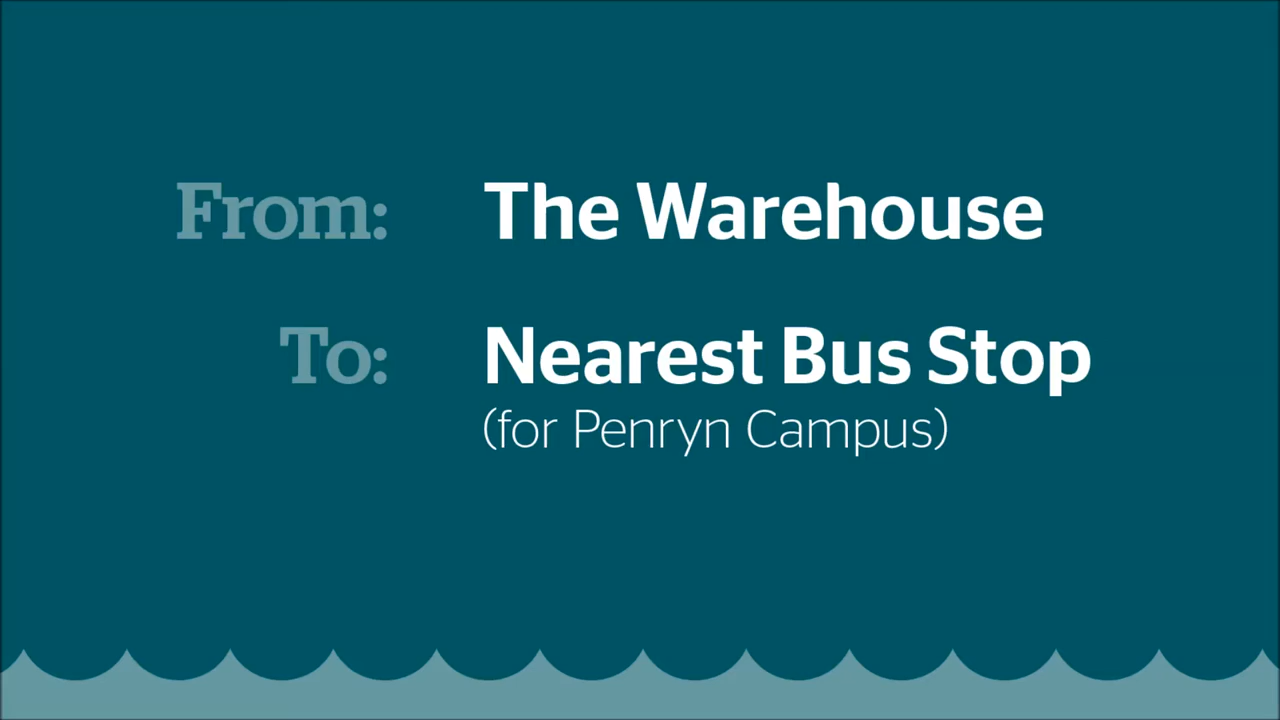 From: The Warehouse
To: Nearest Bus Stop
(for Penryn Campus)